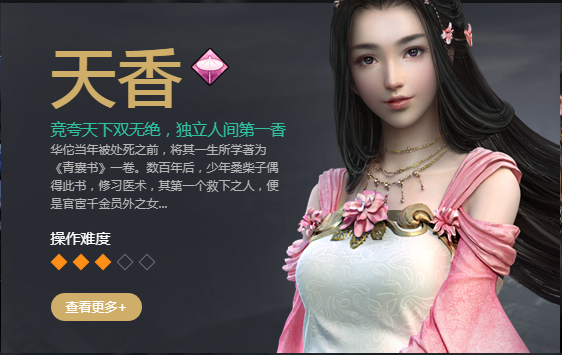 天香
竞夸天下双无绝，独立人间第一香
华佗当年被处死之前，将其一生所学著为
《青囊书》一卷。数百年后，少年桑柴子偶
得此书，修习医术，其第一个救下之人，便
是官宦千金员外之女...
操作难度
查看更多+